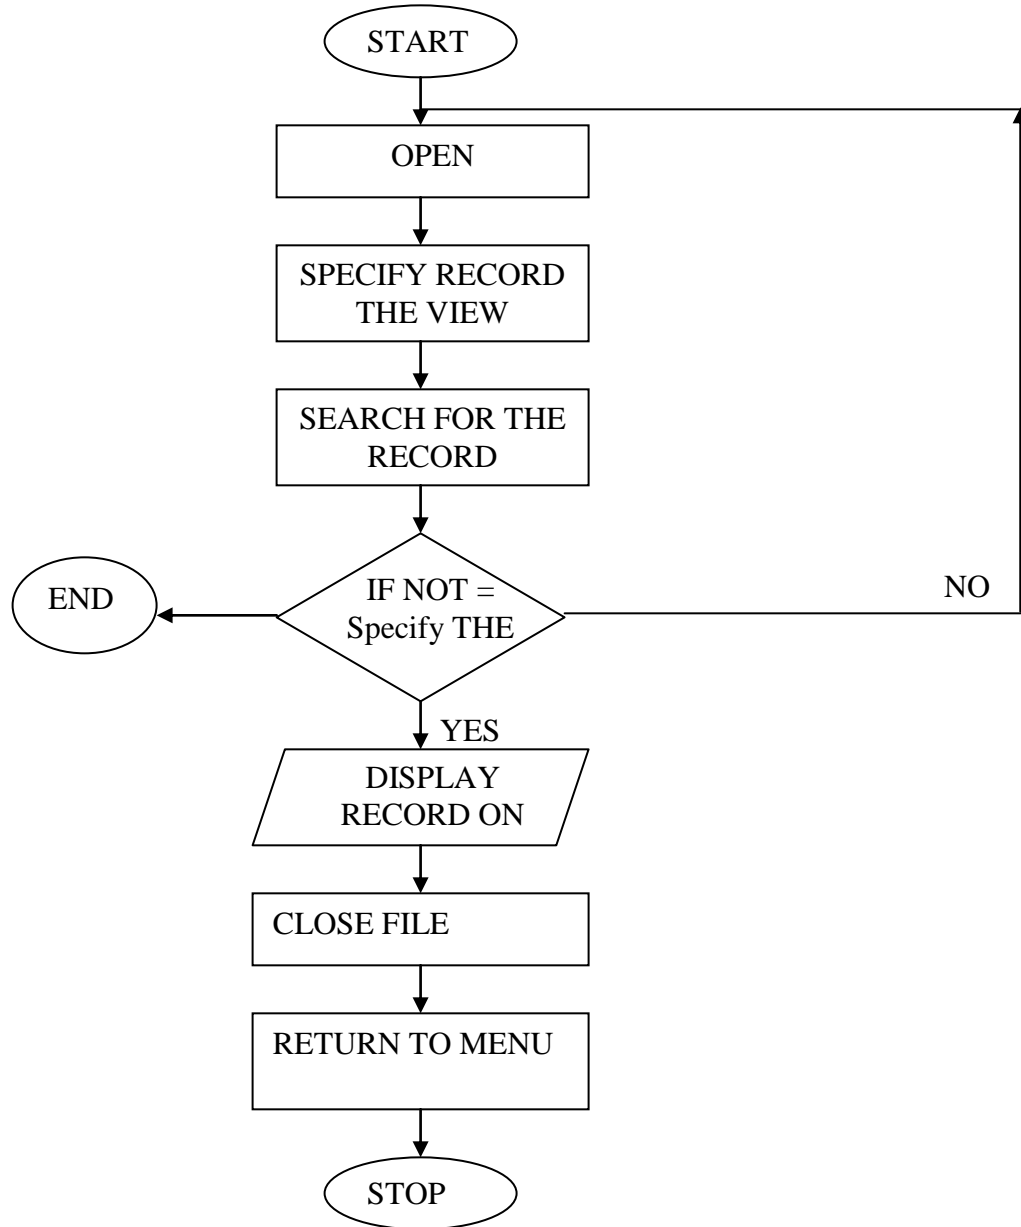 START
OPEN
SPECIFY RECORD
THE VIEW
SEARCH FOR THE
RECORD
IF NOT =
Specify THE
END
NO
YES
DISPLAY
RECORD ON
CLOSE FILE
RETURN TO MENU
STOP